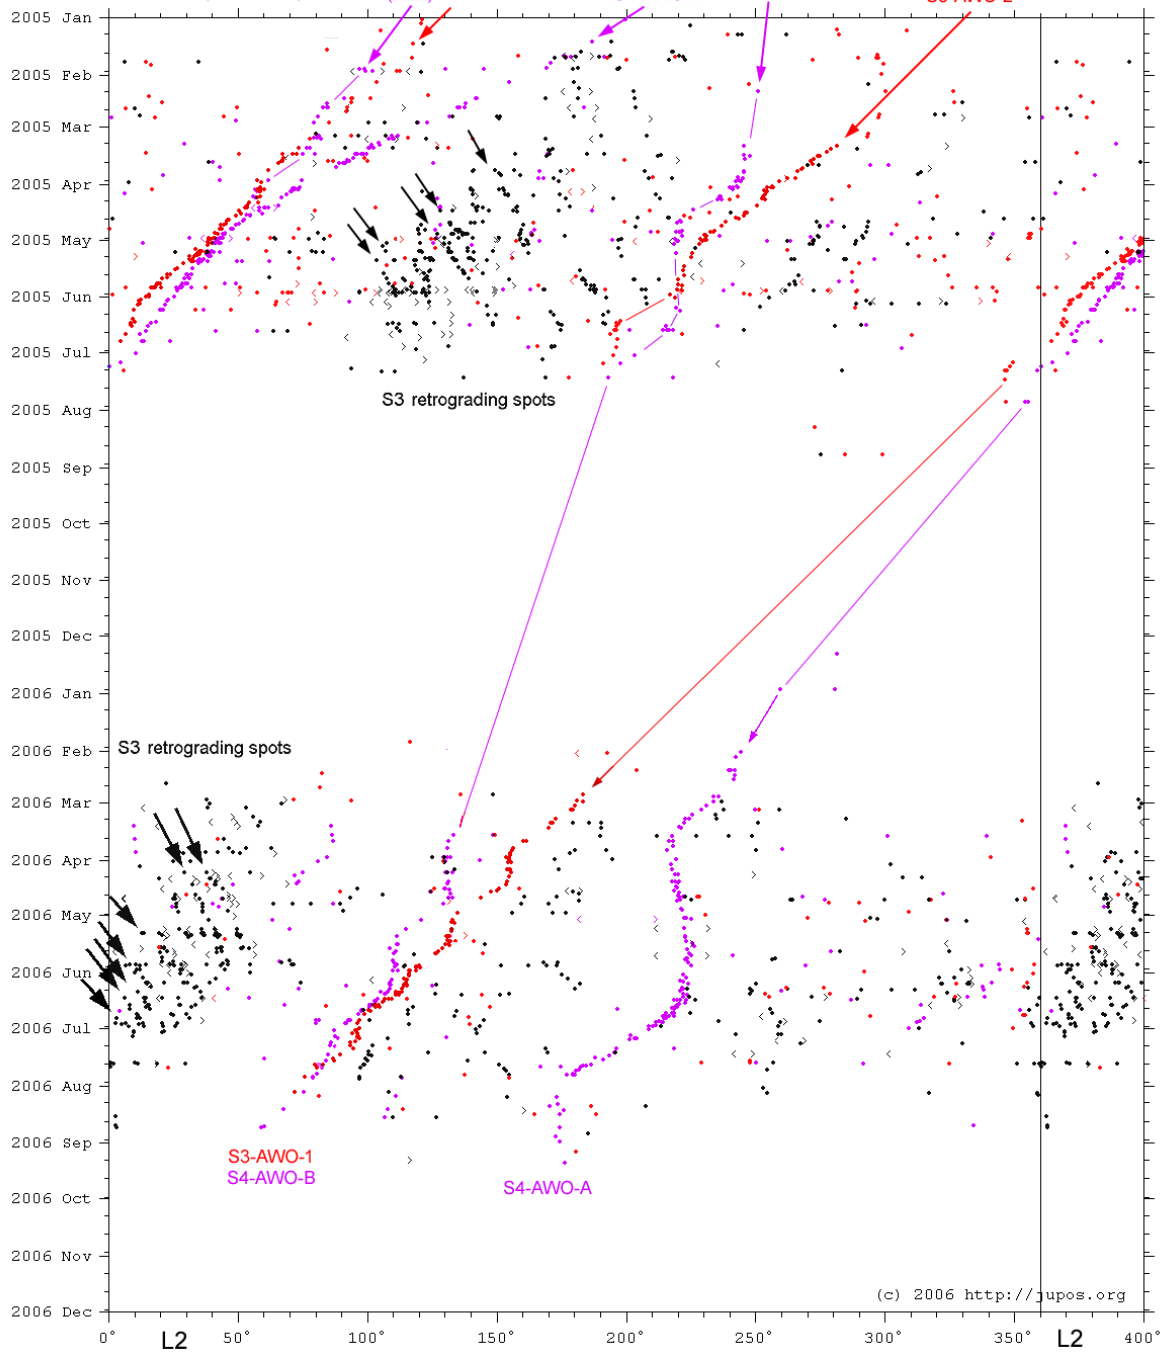 S3-AWO-2
2005 Jan
2005 Feb
2005 Mar
2005 Apr
2005 May
2005 Jun
2005 Jul
S3 retrograding spots
2005 Aug
2005 Sep
2005 Oct
2005 Nov
2005 Dec
2006 Jan
S3 retrograding spots
2006 Feb
2006 Mar
2006 Apr
2006 May
2006 Jun
2006 Jul
2006 Aug
2006 Sep
S3-AWO-1
S4-AWO-B
S4-AWO-A
2006 Oct
2006 Nov
(c) 2006 http://jupos.org
2006 Dec
0° L2 50° 100° 150° 200° 250° 300° 350° L2 400°